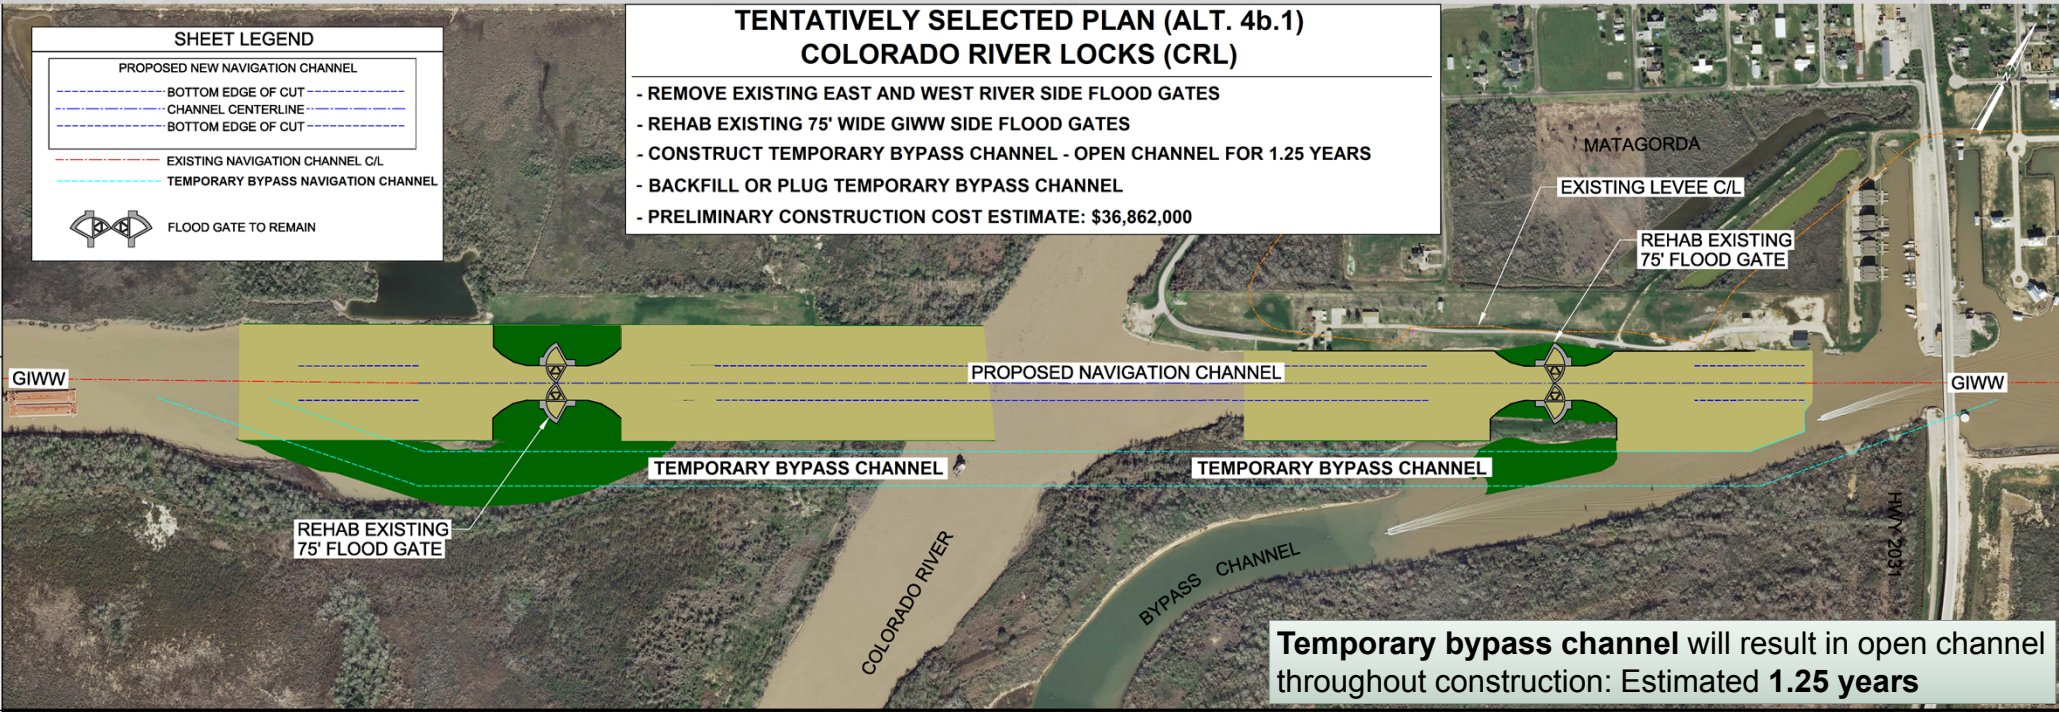 SHEET LEGEND
PROPOSED NEW NAVIGATION CHANNEL
BOTTOM EDGE OF CUT
CHANNEL CENTERLINE
BOTTOM EDGE OF CUT
EXISTING NAVIGATION CHANNEL C/L
TEMPORARY BYPASS NAVIGATION CHANNEL
FLOOD GATE TO REMAIN
TENTATIVELY SELECTED PLAN (ALT. 4b.1)
COLORADO RIVER LOCKS (CRL)
- REMOVE EXISTING EAST AND WEST RIVER SIDE FLOOD GATES
- REHAB EXISTING 75' WIDE GIWW SIDE FLOOD GATES
- CONSTRUCT TEMPORARY BYPASS CHANNEL - OPEN CHANNEL FOR 1.25 YEARS
- BACKFILL OR PLUG TEMPORARY BYPASS CHANNEL
- PRELIMINARY CONSTRUCTION COST ESTIMATE: $36,862,000
MATAGORDA
EXISTING LEVEE C/L
REHAB EXISTING
75' FLOOD GATE
GIWW
PROPOSED NAVIGATION CHANNEL
GIWW
TEMPORARY BYPASS CHANNEL
TEMPORARY BYPASS CHANNEL
REHAB EXISTING
75' FLOOD GATE
COLORADO RIVER
BYPASS CHANNEL
HWY 2031
Temporary bypass channel will result in open channel
throughout construction: Estimated 1.25 years